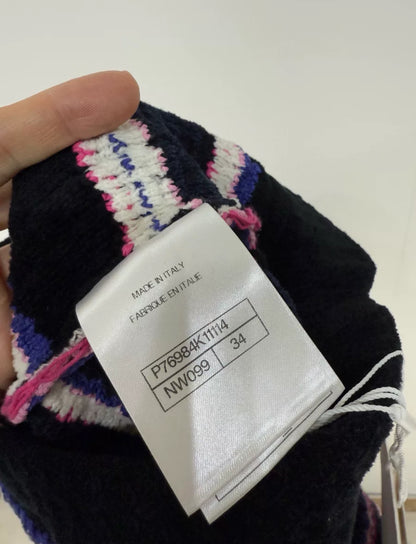 MADE IN ITALY
FABRIQUE EN ITALIE
P76984K11114
NW099 34